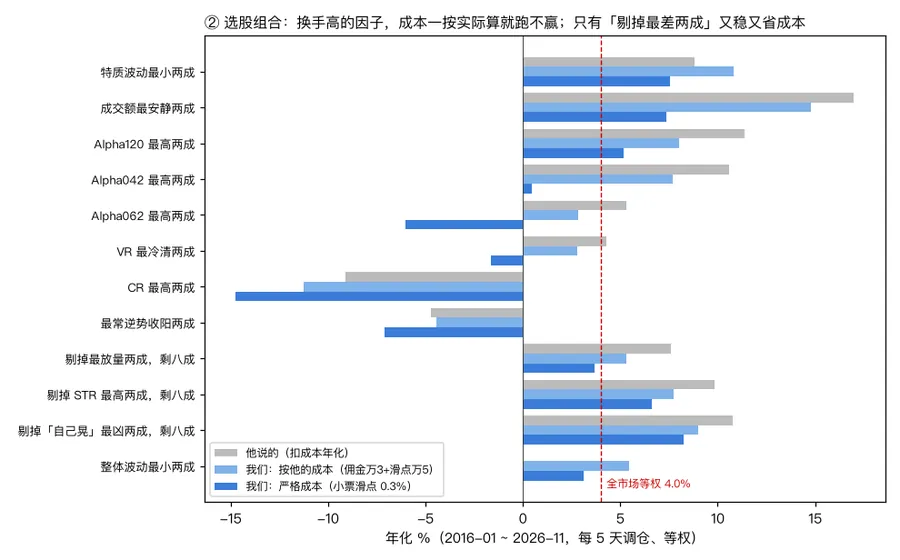 ② 选股组合：换手高的因子，成本一按实际算就跑不赢；只有「剔掉最差两成」又稳又省成本
特质波动最小两成
成交额最安静两成
Alpha120 最高两成
Alpha042 最高两成
Alpha062 最高两成
VR 最冷清两成
CR 最高两成
最常逆势收阳两成
剔掉最放量两成，剩八成
剔掉 STR 最高两成，剩八成
剔掉「自己晃」最凶两成，剩八成
整体波动最小两成
他说的（扣成本年化）
我们：按他的成本（佣金万3+滑点万5）
我们：严格成本（小票滑点 0.3%）
全市场等权 4.0%
−15 −10 −5 0 5 10 15
年化 %（2016-01 ~ 2026-11，每 5 天调仓、等权）